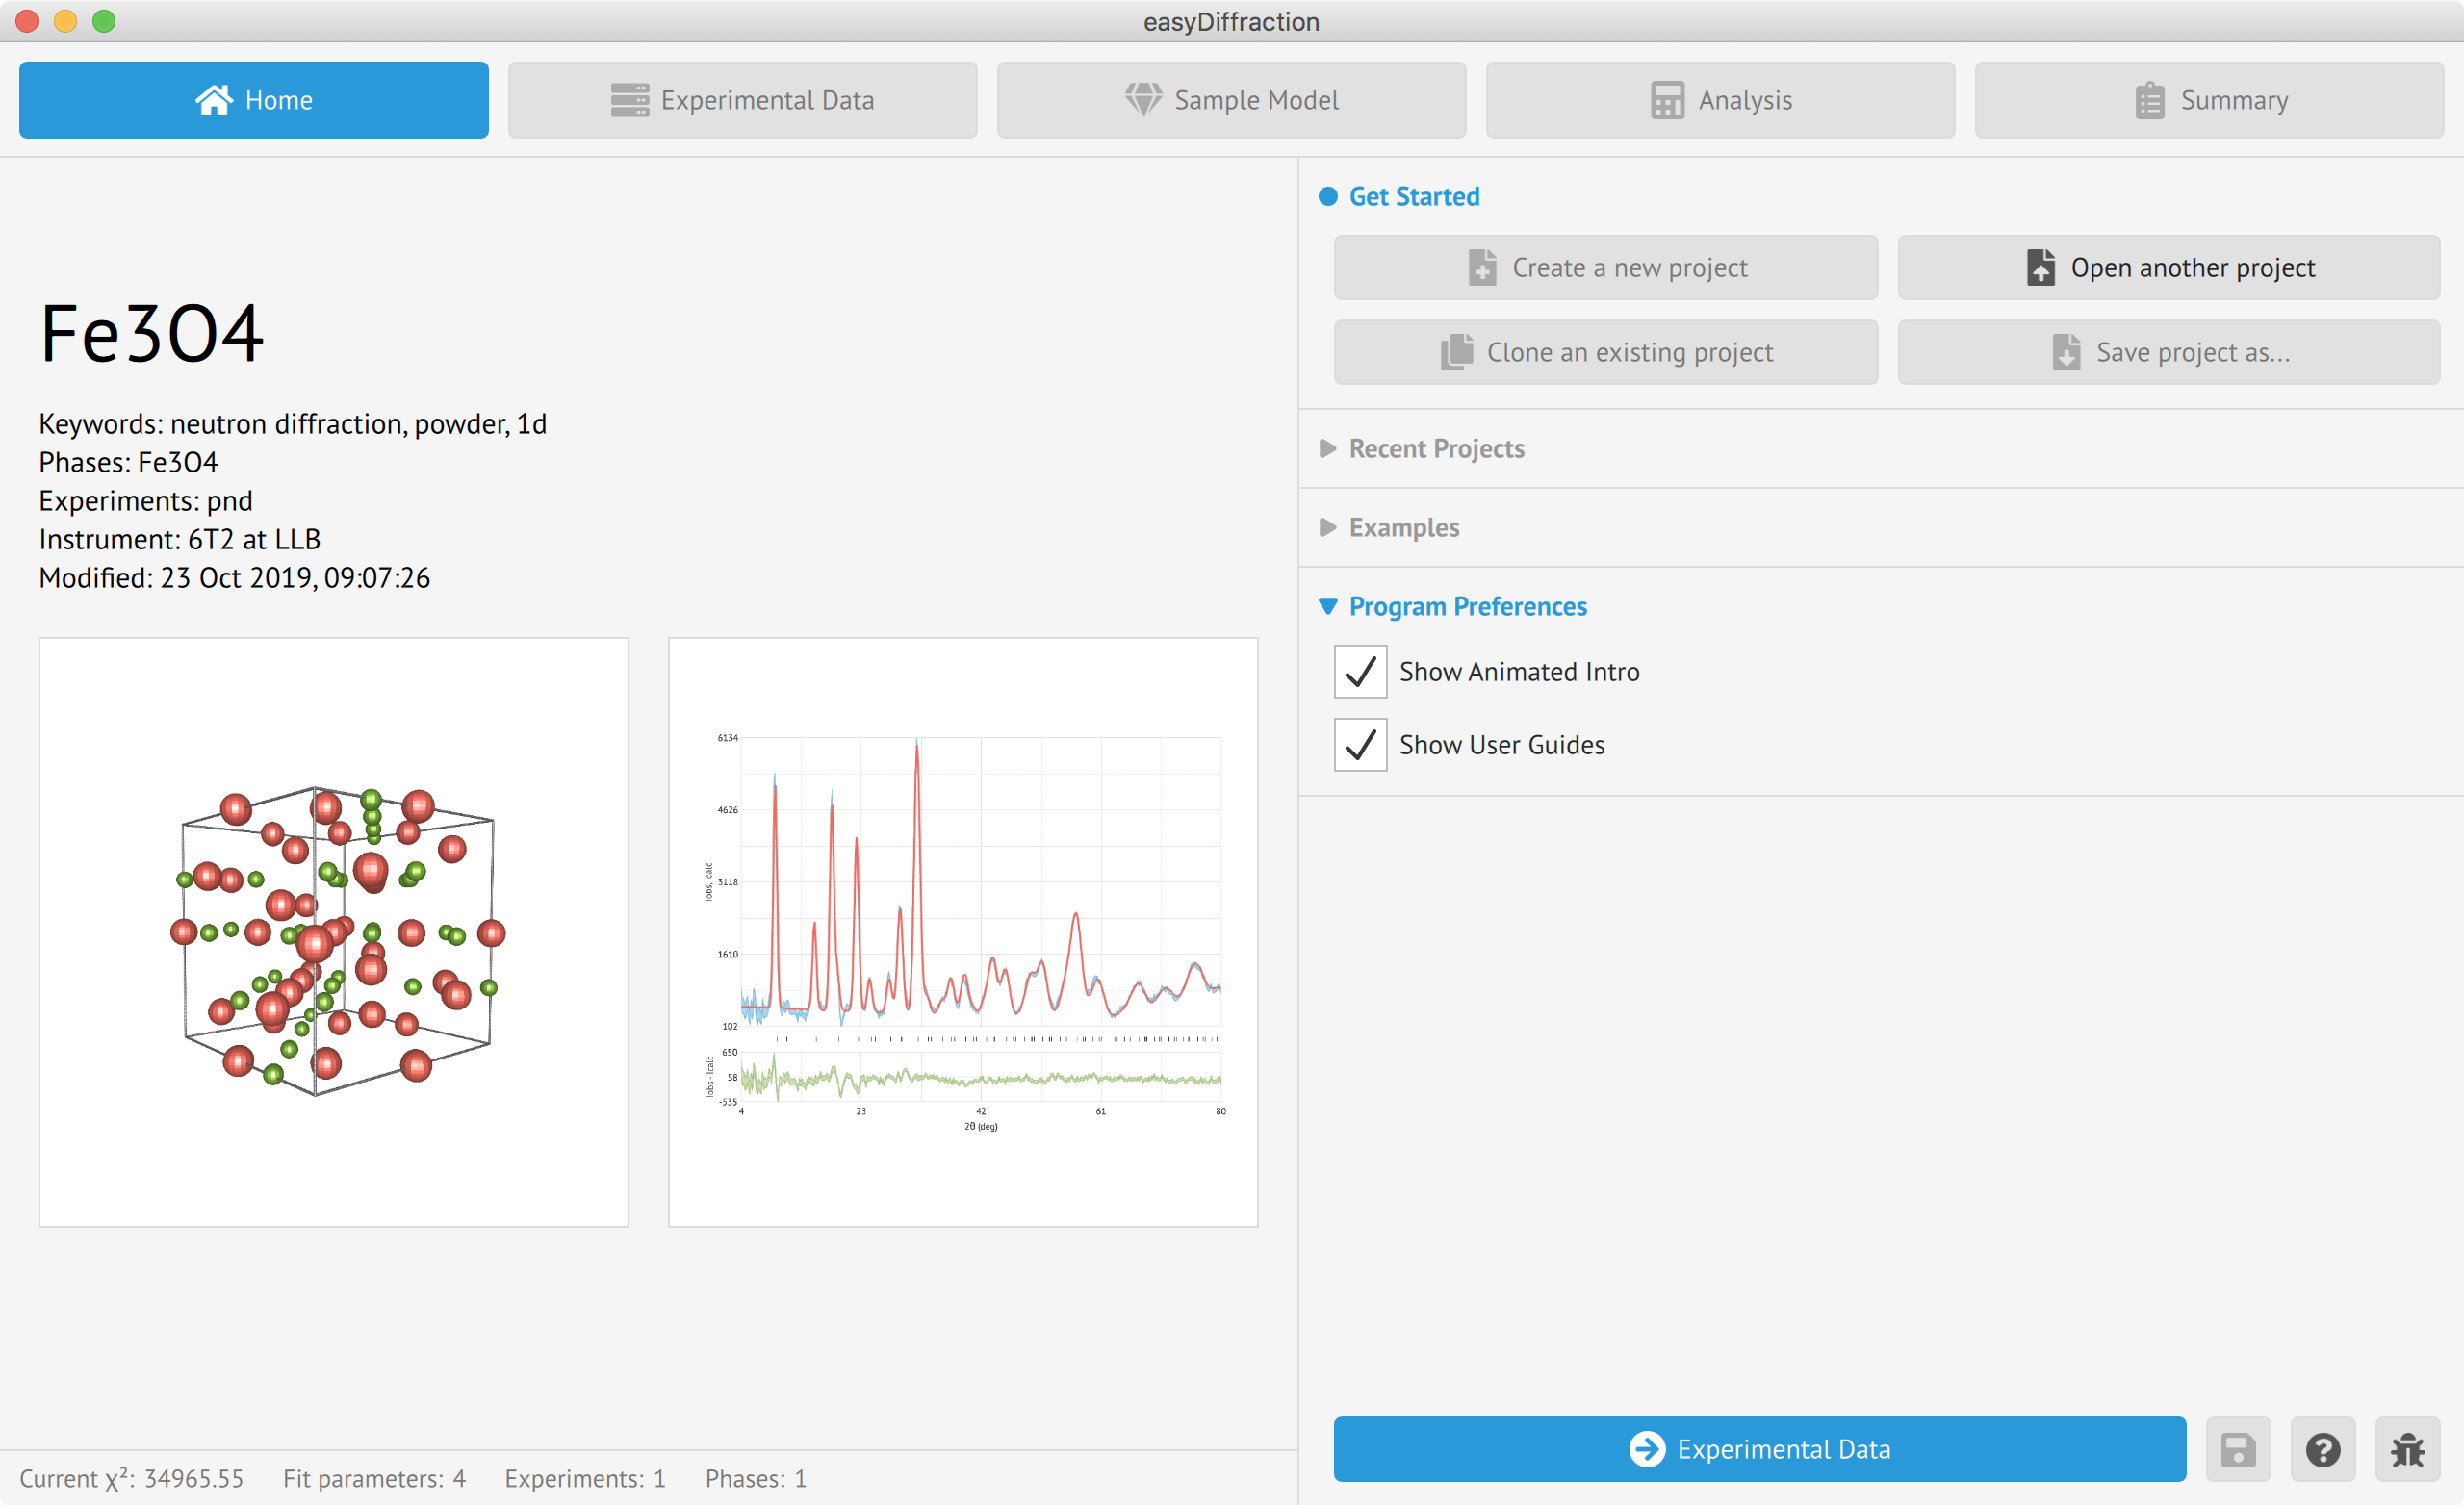 easyDiffraction
Home
Experimental Data
Sample Model
Analysis
Summary
Fe3O4
Keywords: neutron diffraction, powder, 1d
Phases: Fe3O4
Experiments: pnd
Instrument: 6T2 at LLB
Modified: 23 Oct 2019, 09:07:26
6134
4626
3118
1610
102
Iobs, Icalc
650
58
-535
Iobs - Icalc
4
23
42
61
80
2θ (deg)
Current χ²: 34965.55
Fit parameters: 4
Experiments: 1
Phases: 1
Get Started
Create a new project
Open another project
Clone an existing project
Save project as...
Recent Projects
Examples
Program Preferences
Show Animated Intro
Show User Guides
Experimental Data